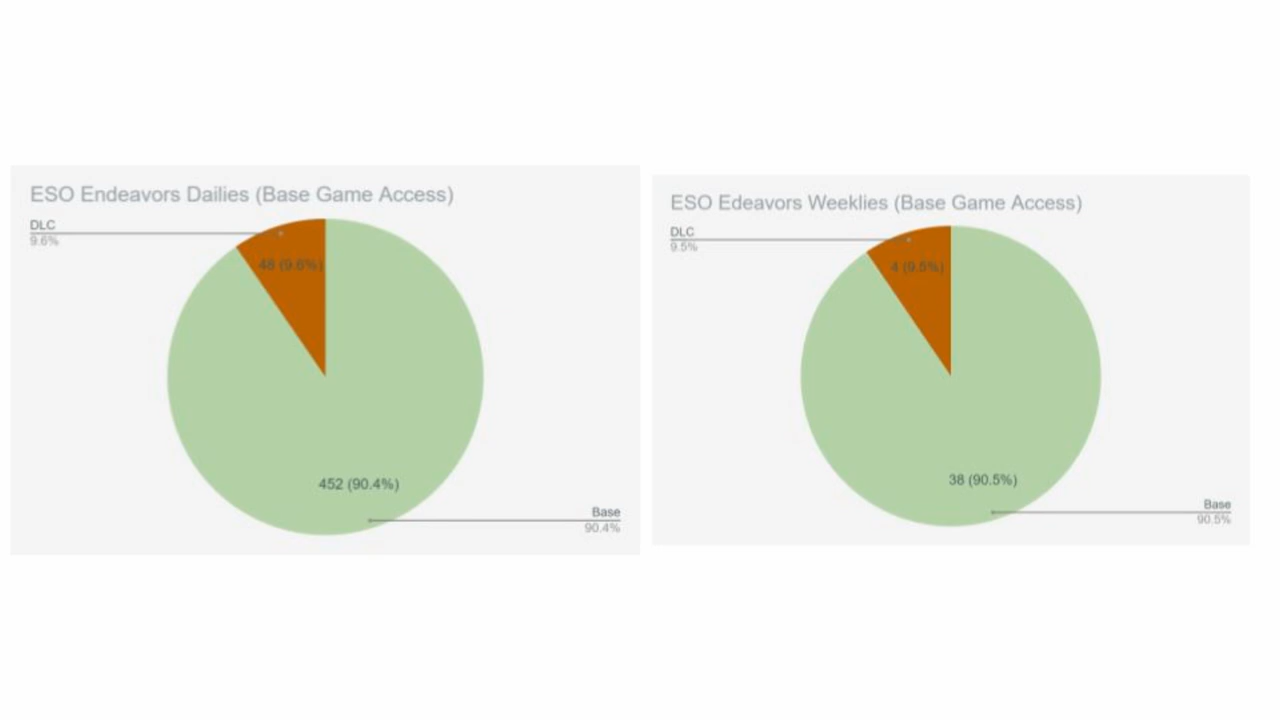 ESO Endeavors Dailies (Base Game Access)
DLC
9.6%
48 (9.6%)
452 (90.4%)
Base
90.4%
ESO Edeavors Weeklies (Base Game Access)
DLC
9.5%
4 (9.5%)
38 (90.5%)
Base
90.5%